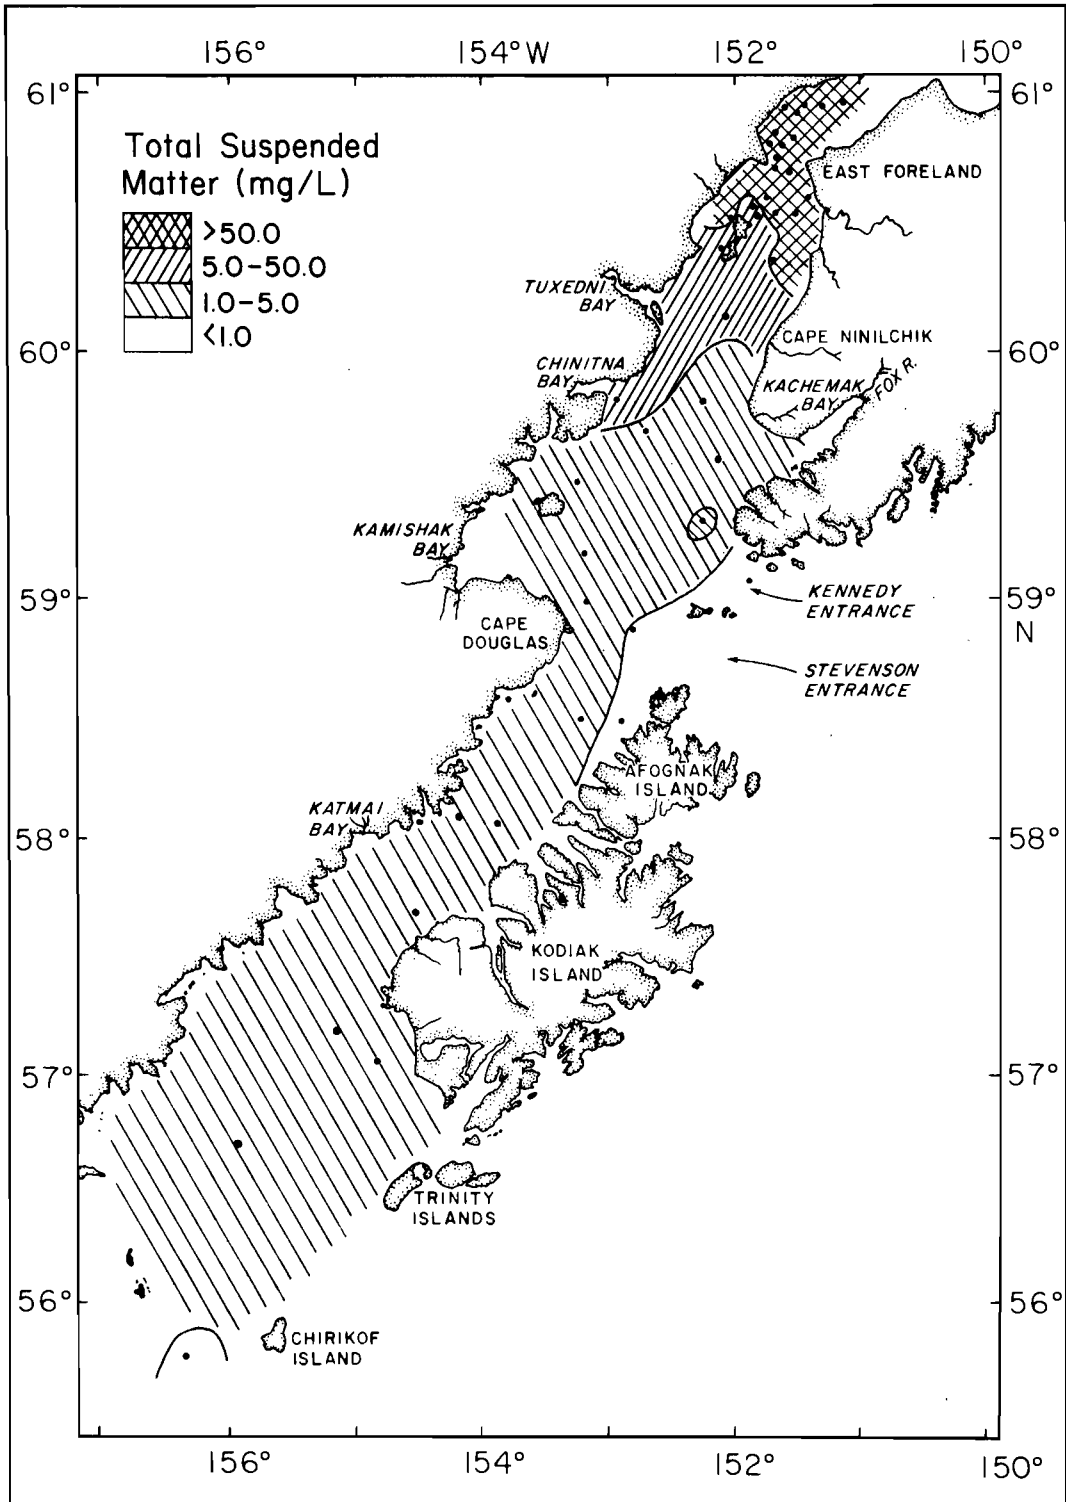 156°
154°W
152°
150°
61°
61°
Total Suspended
Matter (mg/L)
>50.0
5.0-50.0
1.0-5.0
<1.0
EAST FORELAND
TUXEDNI
BAY
60°
CAPE NINILCHIK
60°
CHINITNA
BAY
KACHEMAK
BAY
FOX R.
KAMISHAK
BAY
59°
KENNEDY
ENTRANCE
59°
N
CAPE
DOUGLAS
STEVENSON
ENTRANCE
AFOGNAK
ISLAND
KATMAI
BAY
58°
58°
KODIAK
ISLAND
57°
57°
TRINITY
ISLANDS
56°
56°
CHIRIKOF
ISLAND
156°
154°
152°
150°